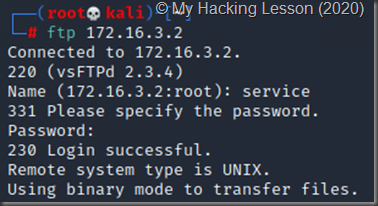 © My Hacking Lesson (2020)
┌──(root💀kali)-[~]
└─# ftp 172.16.3.2
Connected to 172.16.3.2.
220 (vsFTPd 2.3.4)
Name (172.16.3.2:root): service
331 Please specify the password.
Password:
230 Login successful.
Remote system type is UNIX.
Using binary mode to transfer files.